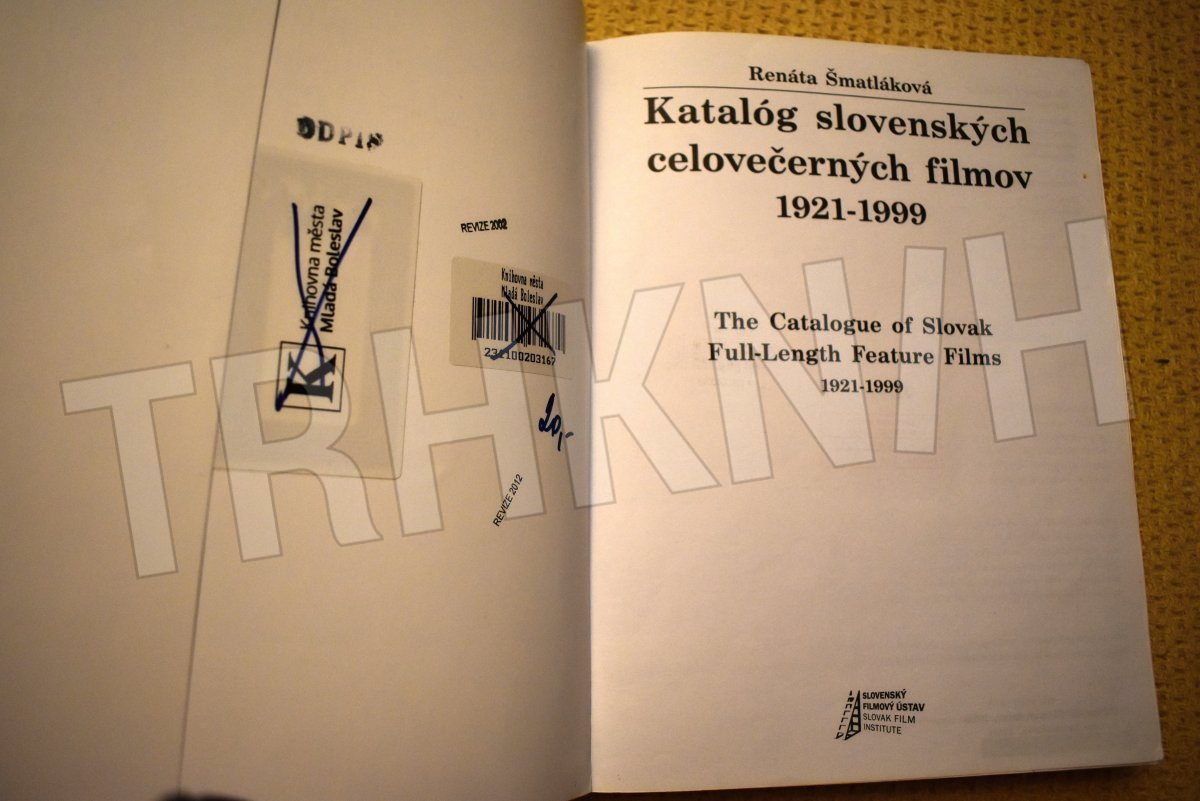 ODPIS
Knihovna města
Mladá Boleslav
K
REVIZE 2002
Knihovna města
Mladá Boleslav
231100203167
20,-
REVIZE 2012
Renáta Šmatláková
Katalóg slovenských
celovečerných filmov
1921-1999
The Catalogue of Slovak
Full-Length Feature Films
1921-1999
SLOVENSKÝ
FILMOVÝ ÚSTAV
SLOVAK FILM
INSTITUTE
TRHKNIH